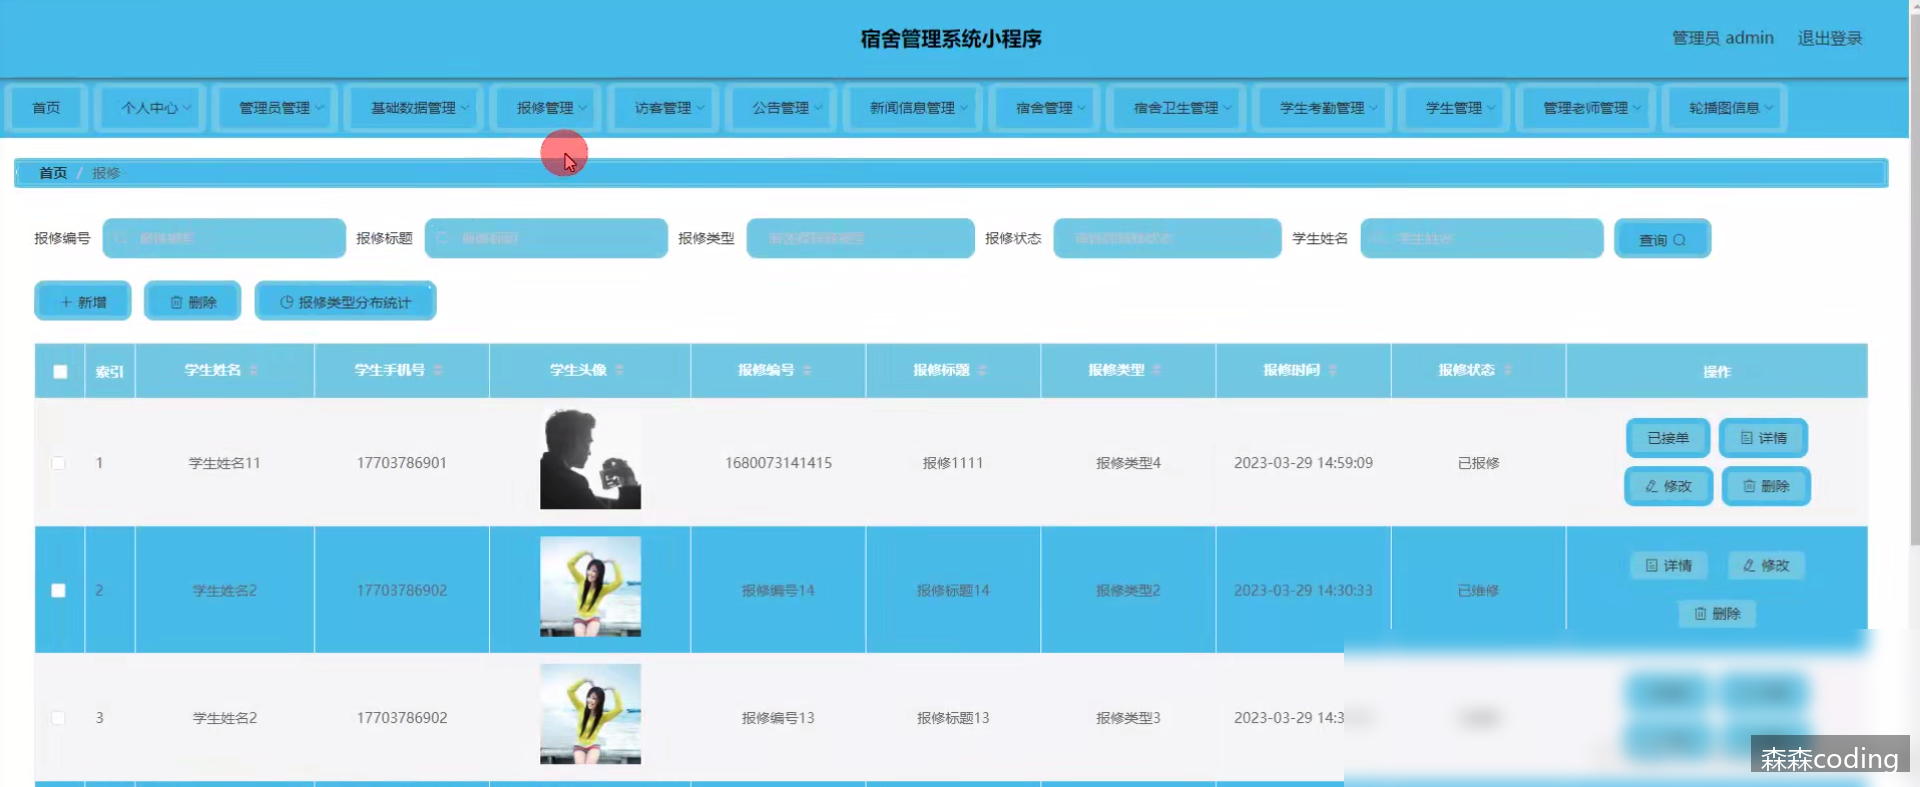 宿舍管理系统小程序
管理员 admin 退出登录
首页 个人中心 管理员管理 基础数据管理 报修管理 访客管理 公告管理 新闻信息管理 宿舍管理 宿舍卫生管理 学生考勤管理 学生管理 管理老师管理 轮播图信息
首页 / 报修
报修编号 报修编号 报修标题 报修标题 报修类型 报修状态 学生姓名 学生姓名 查询
新增 删除 报修类型分布统计
索引 学生姓名 学生手机号 学生头像 报修编号 报修标题 报修类型 报修时间 报修状态 操作
已接单 详情
1 学生姓名11 17703786901 1680073141415 报修1111 报修类型4 2023-03-29 14:59:09 已报修
修改 删除
详情 修改
2 学生姓名2 17703786902 报修编号14 报修标题14 报修类型2 2023-03-29 14:30:33 已维修
删除
3 学生姓名2 17703786902 报修编号13 报修标题13 报修类型3 2023-03-29 14:3
森森coding